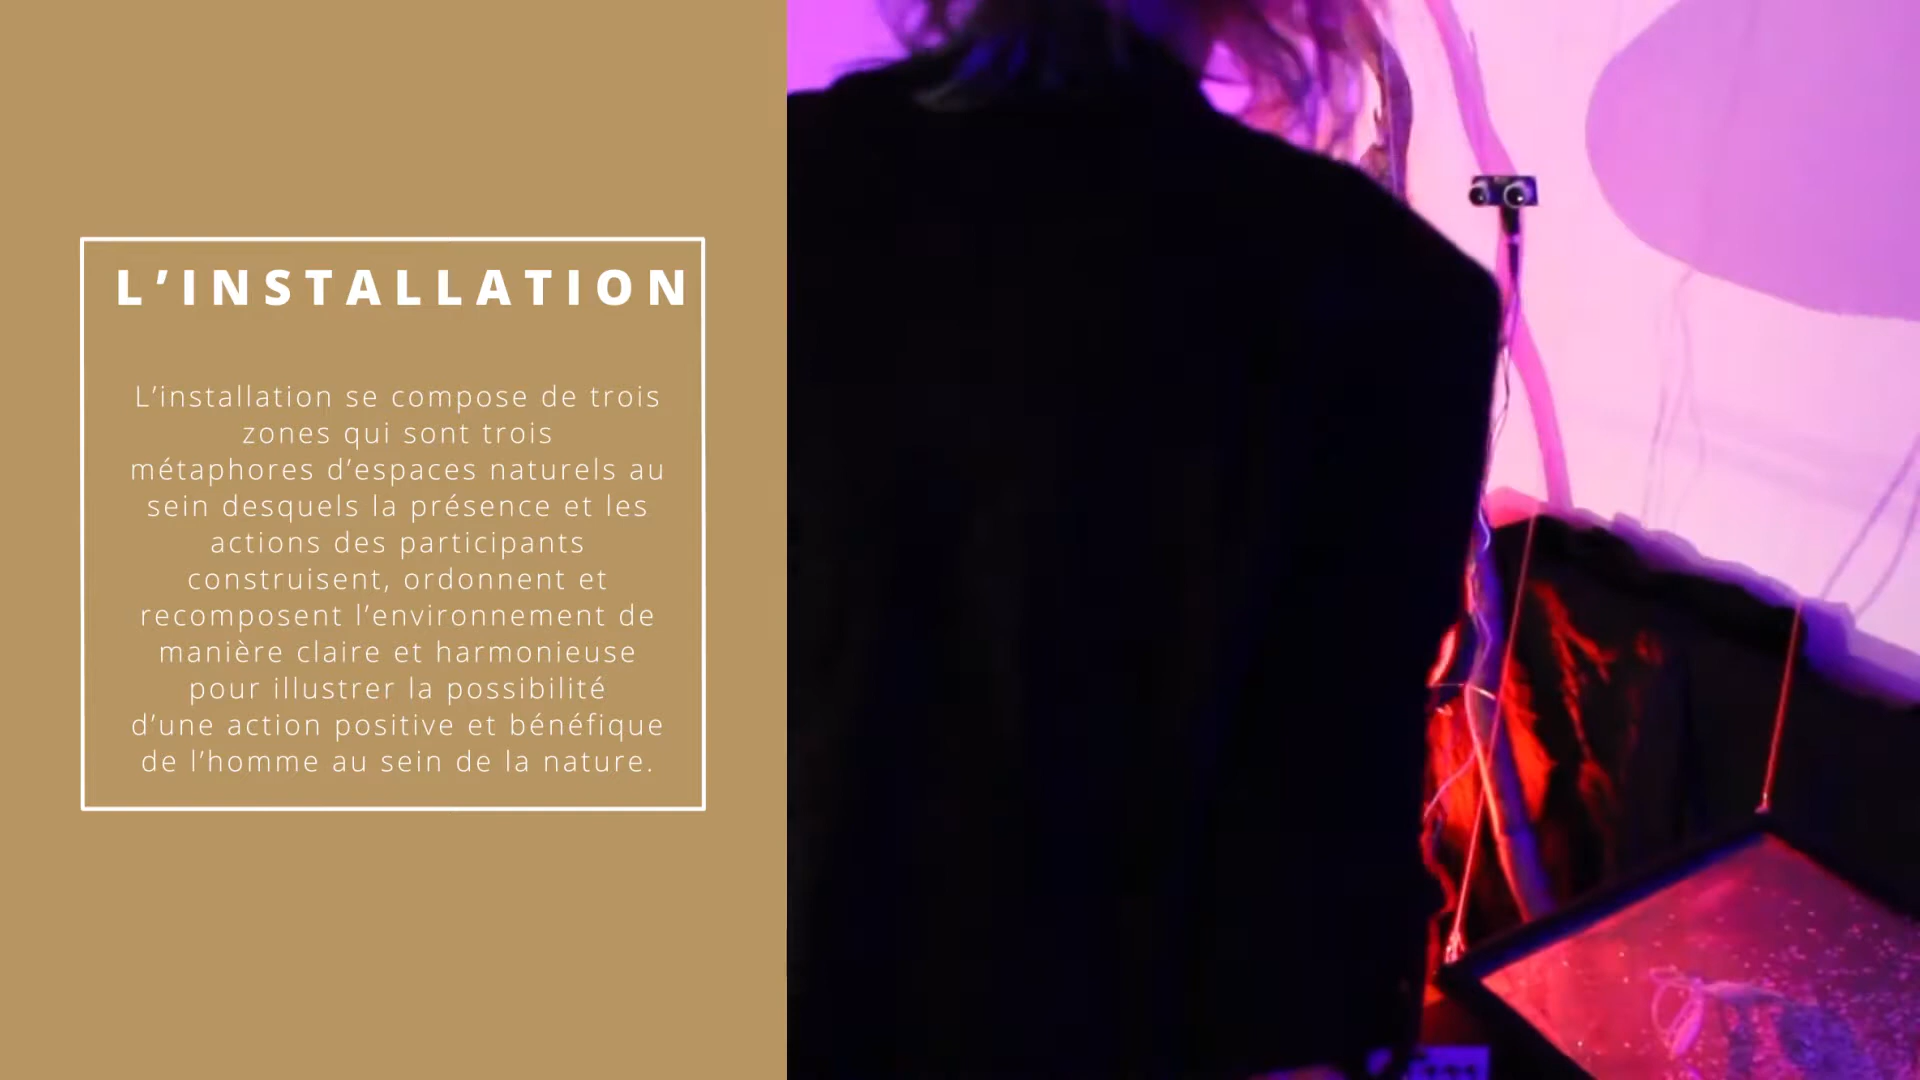 L’INSTALLATION
L’installation se compose de trois
zones qui sont trois
métaphores d’espaces naturels au
sein desquels la présence et les
actions des participants
construisent, ordonnent et
recomposent l’environnement de
manière claire et harmonieuse
pour illustrer la possibilité
d’une action positive et bénéfique
de l’homme au sein de la nature.